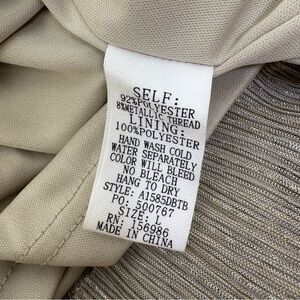 SELF:
92%POLYESTER
8%METALLIC THREAD
LINING:
100%POLYESTER
HAND WASH COLD
WATER SEPARATELY
COLOR WILL BLEED
NO BLEACH
HANG TO DRY
STYLE: A1585DBTB
PO: 500767
SIZE: L
RN: 156986
MADE IN CHINA